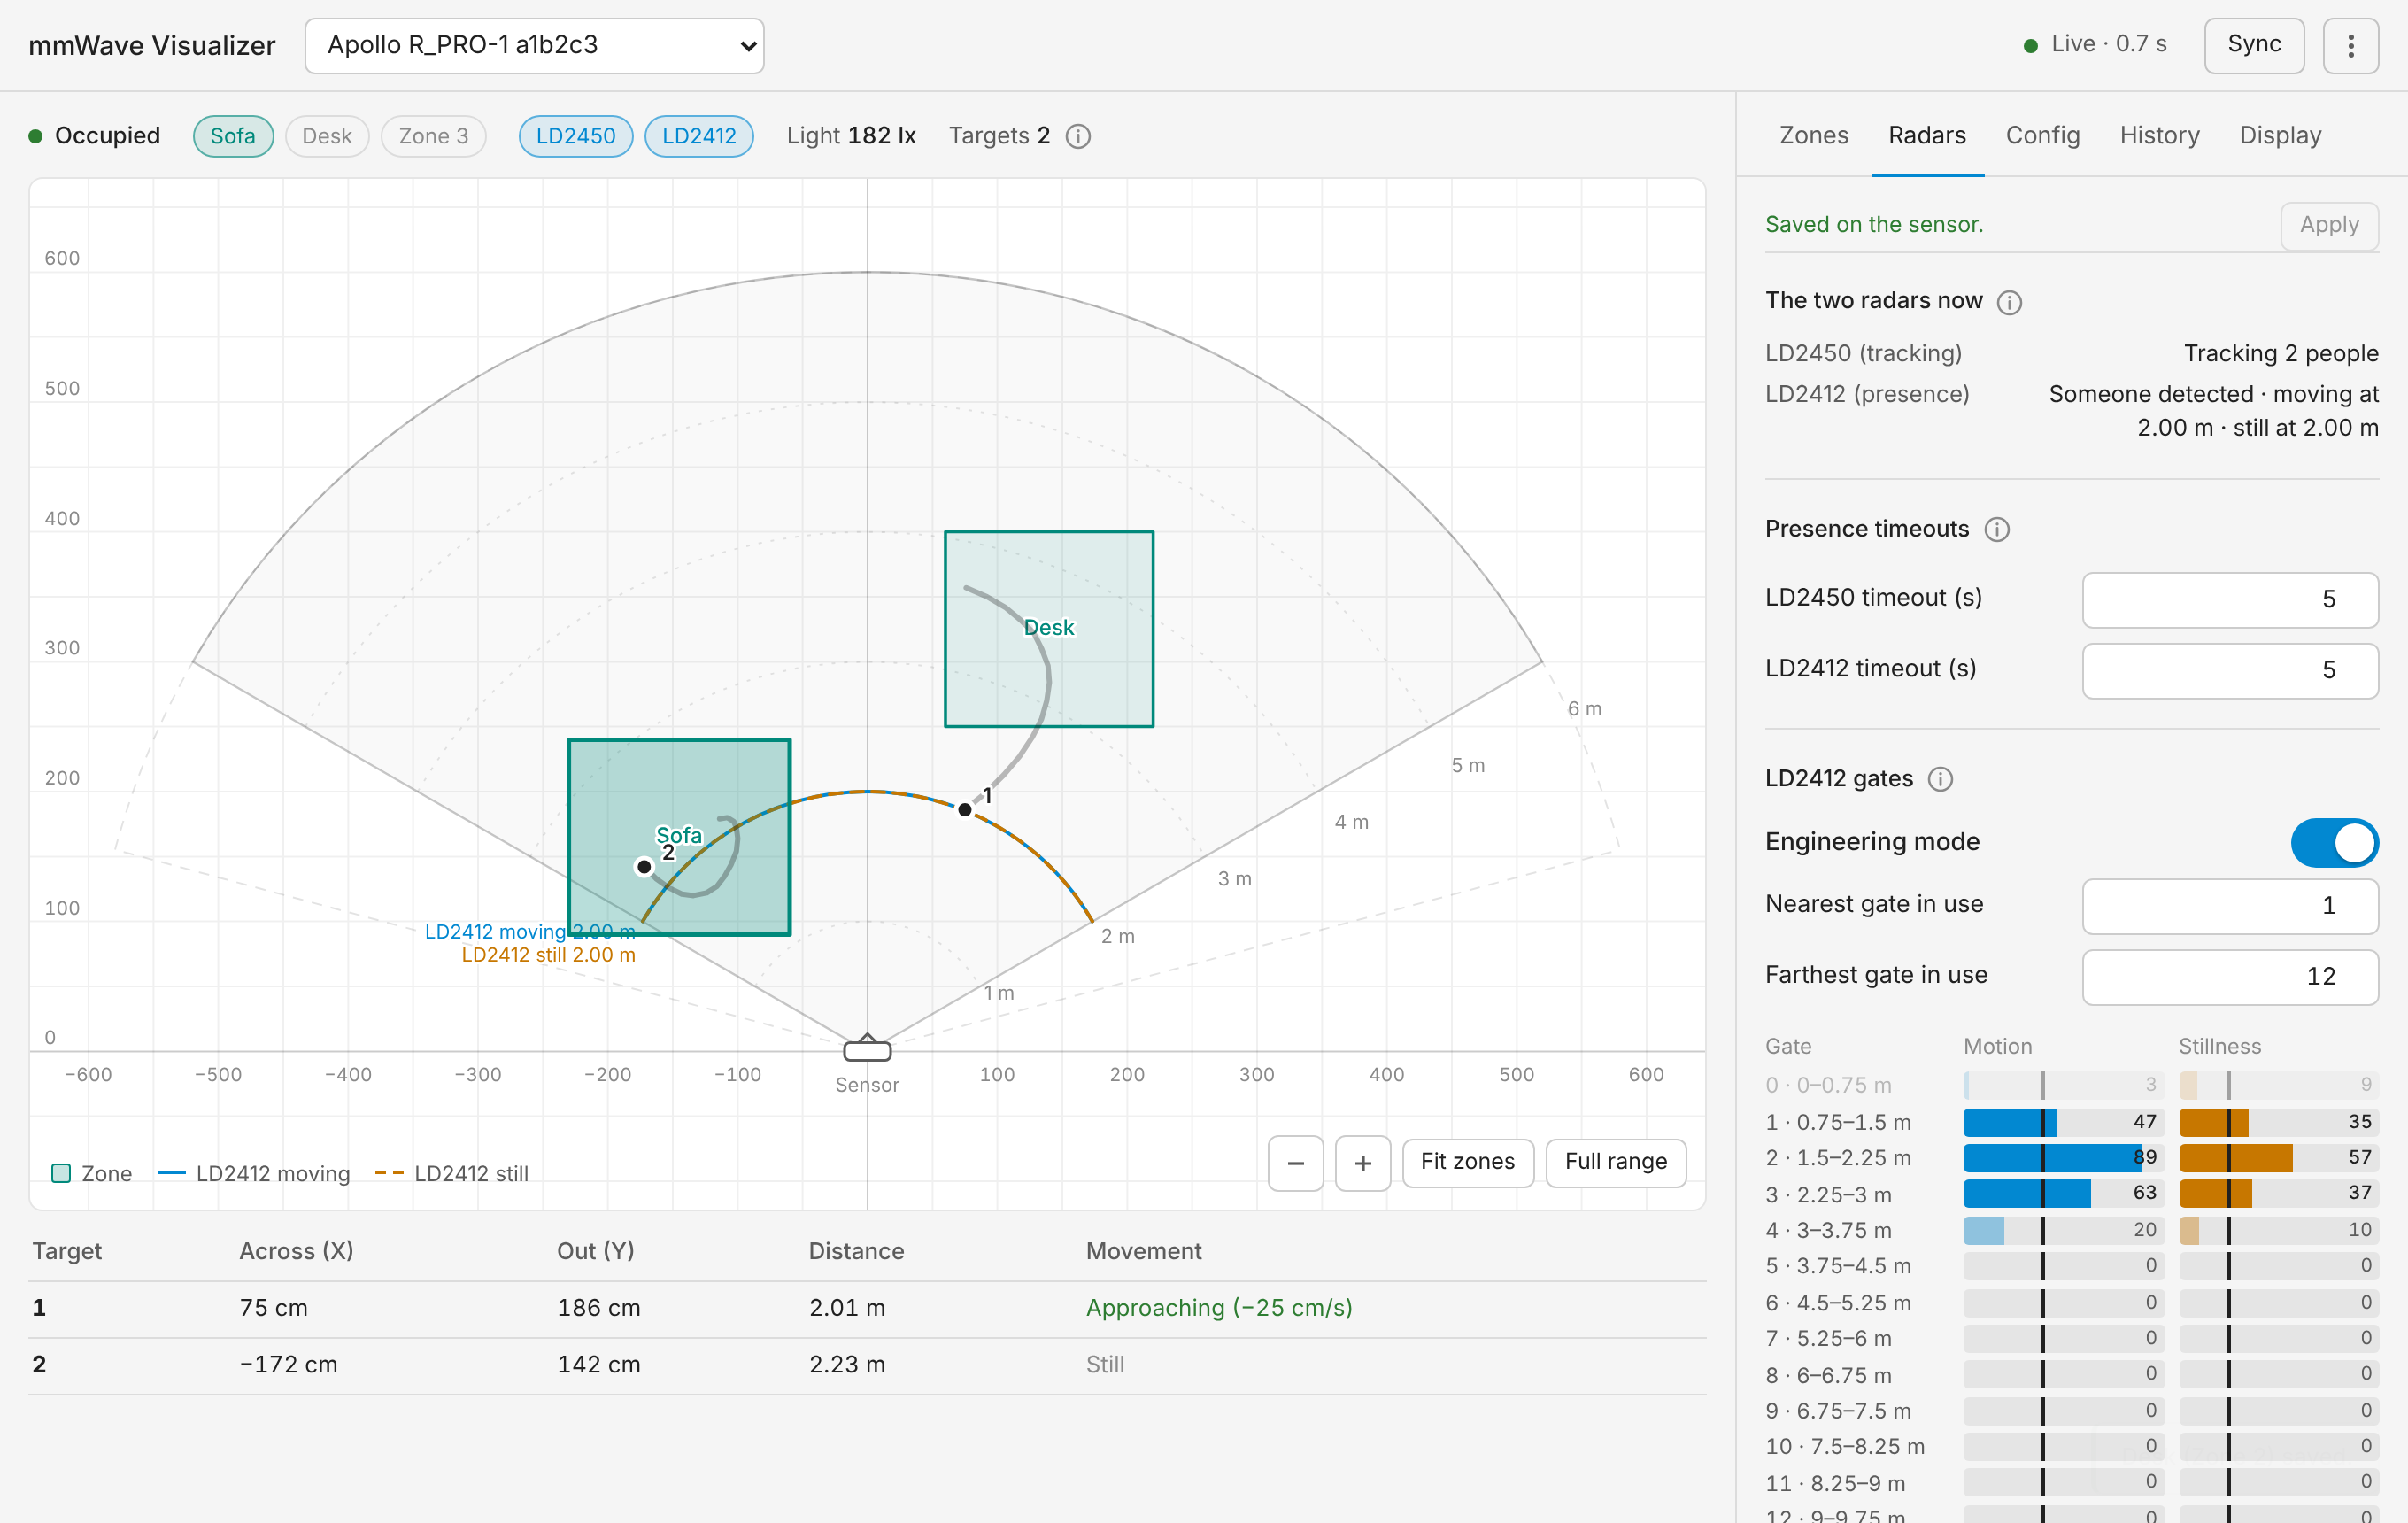 mmWave Visualizer
Apollo R_PRO-1 a1b2c3
Live · 0.7 s
Sync
Occupied
Sofa
Desk
Zone 3
LD2450
LD2412
Light 182 lx
Targets 2
Zones
Radars
Config
History
Display
600
500
400
300
200
100
0
Desk
Sofa
1
2
6 m
5 m
4 m
3 m
2 m
1 m
LD2412 moving 2.00 m
LD2412 still 2.00 m
−600
−500
−400
−300
−200
−100
Sensor
100
200
300
400
500
600
Zone
LD2412 moving
LD2412 still
−
+
Fit zones
Full range
Target Across (X) Out (Y) Distance Movement
1 75 cm 186 cm 2.01 m Approaching (−25 cm/s)
2 −172 cm 142 cm 2.23 m Still
Saved on the sensor.
Apply
The two radars now
LD2450 (tracking) Tracking 2 people
LD2412 (presence) Someone detected · moving at
2.00 m · still at 2.00 m
Presence timeouts
LD2450 timeout (s) 5
LD2412 timeout (s) 5
LD2412 gates
Engineering mode
Nearest gate in use 1
Farthest gate in use 12
Gate Motion Stillness
0 · 0–0.75 m 3 9
1 · 0.75–1.5 m 47 35
2 · 1.5–2.25 m 89 57
3 · 2.25–3 m 63 37
4 · 3–3.75 m 20 10
5 · 3.75–4.5 m 0 0
6 · 4.5–5.25 m 0 0
7 · 5.25–6 m 0 0
8 · 6–6.75 m 0 0
9 · 6.75–7.5 m 0 0
10 · 7.5–8.25 m 0 0
11 · 8.25–9 m 0 0
12 · 9–9.75 m 0 0